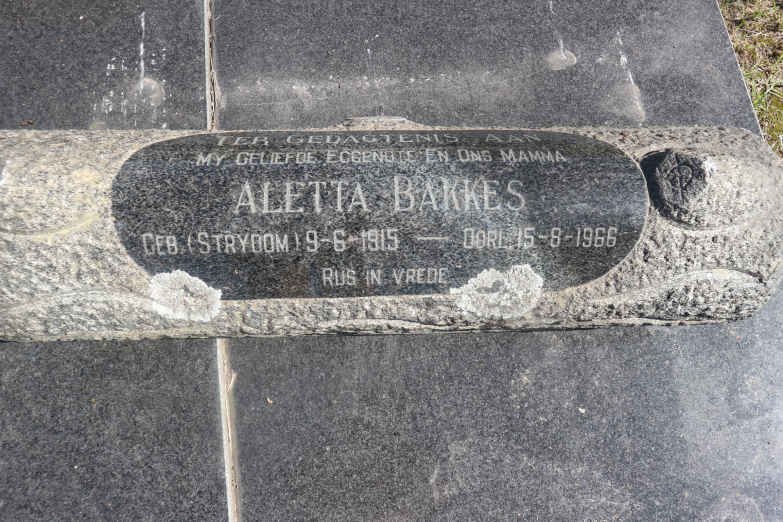 TER GEDAGTENIS AAN
MY GELIEFDE EGGENOTE EN ONS MAMMA
ALETTA BAKKES
GEB. (STRYDOM) 9-6-1915 — OORL. 15-8-1966
RUS IN VREDE